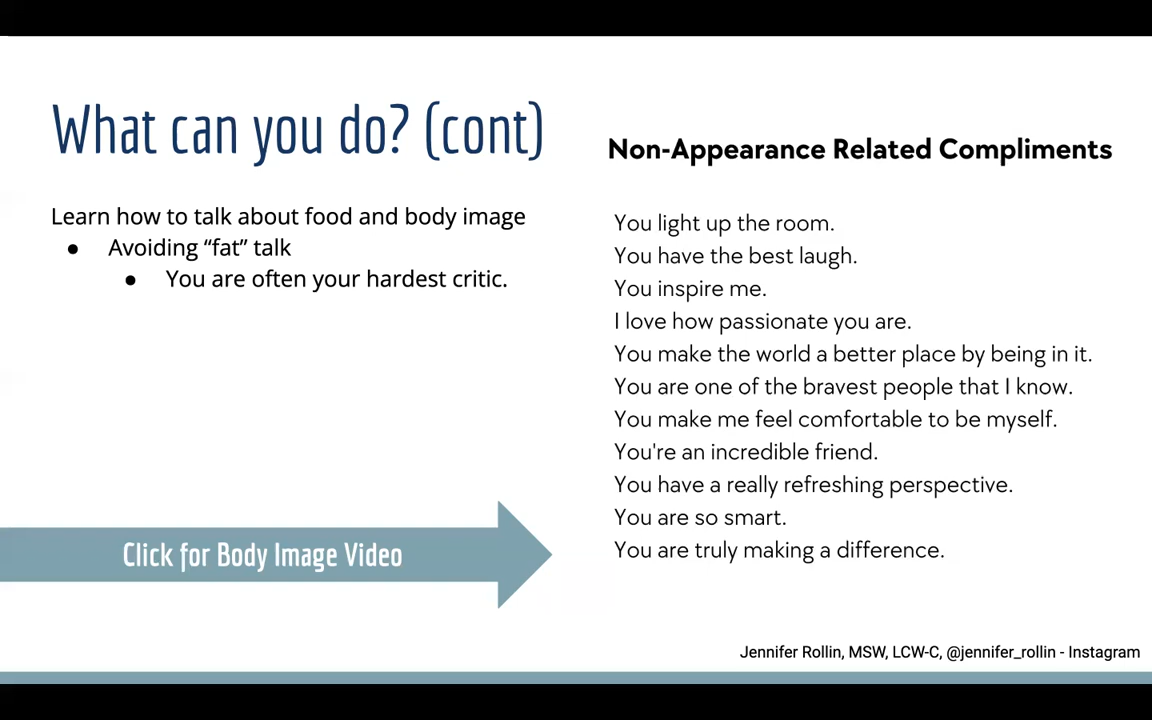 What can you do? (cont)
Learn how to talk about food and body image
● Avoiding “fat” talk
● You are often your hardest critic.
Click for Body Image Video
Non-Appearance Related Compliments
You light up the room.
You have the best laugh.
You inspire me.
I love how passionate you are.
You make the world a better place by being in it.
You are one of the bravest people that I know.
You make me feel comfortable to be myself.
You're an incredible friend.
You have a really refreshing perspective.
You are so smart.
You are truly making a difference.
Jennifer Rollin, MSW, LCW-C, @jennifer_rollin - Instagram